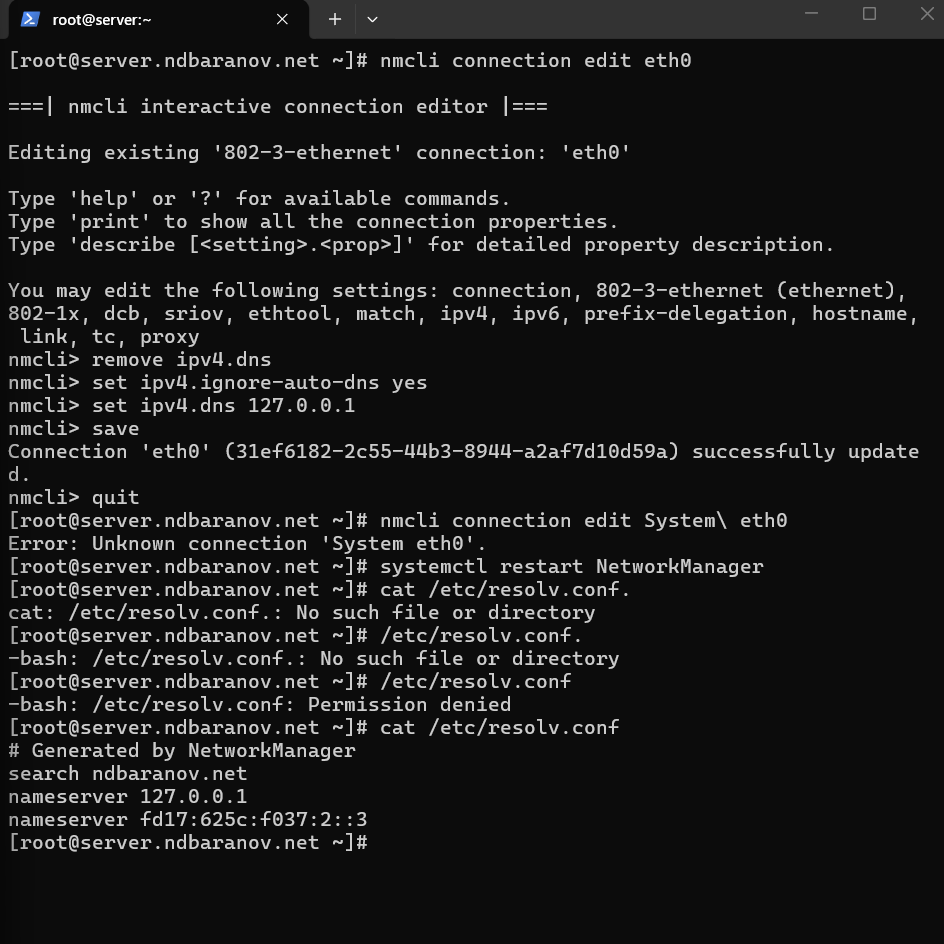 root@server:~
[root@server.ndbaranov.net ~]# nmcli connection edit eth0
===| nmcli interactive connection editor |===
Editing existing '802-3-ethernet' connection: 'eth0'
Type 'help' or '?' for available commands.
Type 'print' to show all the connection properties.
Type 'describe [<setting>.<prop>]' for detailed property description.
You may edit the following settings: connection, 802-3-ethernet (ethernet),
802-1x, dcb, sriov, ethtool, match, ipv4, ipv6, prefix-delegation, hostname,
link, tc, proxy
nmcli> remove ipv4.dns
nmcli> set ipv4.ignore-auto-dns yes
nmcli> set ipv4.dns 127.0.0.1
nmcli> save
Connection 'eth0' (31ef6182-2c55-44b3-8944-a2af7d10d59a) successfully update
d.
nmcli> quit
[root@server.ndbaranov.net ~]# nmcli connection edit System\ eth0
Error: Unknown connection 'System eth0'.
[root@server.ndbaranov.net ~]# systemctl restart NetworkManager
[root@server.ndbaranov.net ~]# cat /etc/resolv.conf.
cat: /etc/resolv.conf.: No such file or directory
[root@server.ndbaranov.net ~]# /etc/resolv.conf.
-bash: /etc/resolv.conf.: No such file or directory
[root@server.ndbaranov.net ~]# /etc/resolv.conf
-bash: /etc/resolv.conf: Permission denied
[root@server.ndbaranov.net ~]# cat /etc/resolv.conf
# Generated by NetworkManager
search ndbaranov.net
nameserver 127.0.0.1
nameserver fd17:625c:f037:2::3
[root@server.ndbaranov.net ~]#